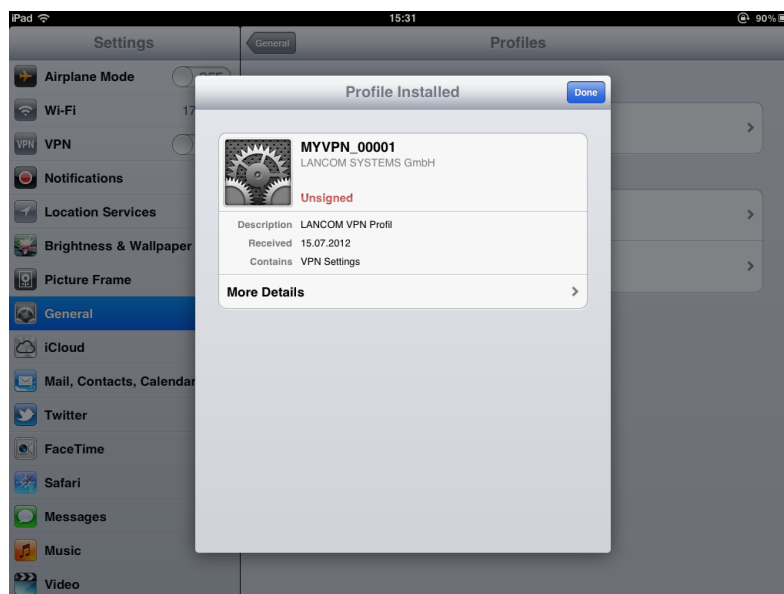 iPad
15:31
90%
Settings
General
Profiles
Airplane Mode
Wi-Fi
17
VPN
VPN
Notifications
Location Services
Brightness & Wallpaper
Picture Frame
General
iCloud
Mail, Contacts, Calendar
Twitter
FaceTime
Safari
Messages
Music
Video
Profile Installed
Done
MYVPN_00001
LANCOM SYSTEMS GmbH
Unsigned
Description LANCOM VPN Profil
Received 15.07.2012
Contains VPN Settings
More Details